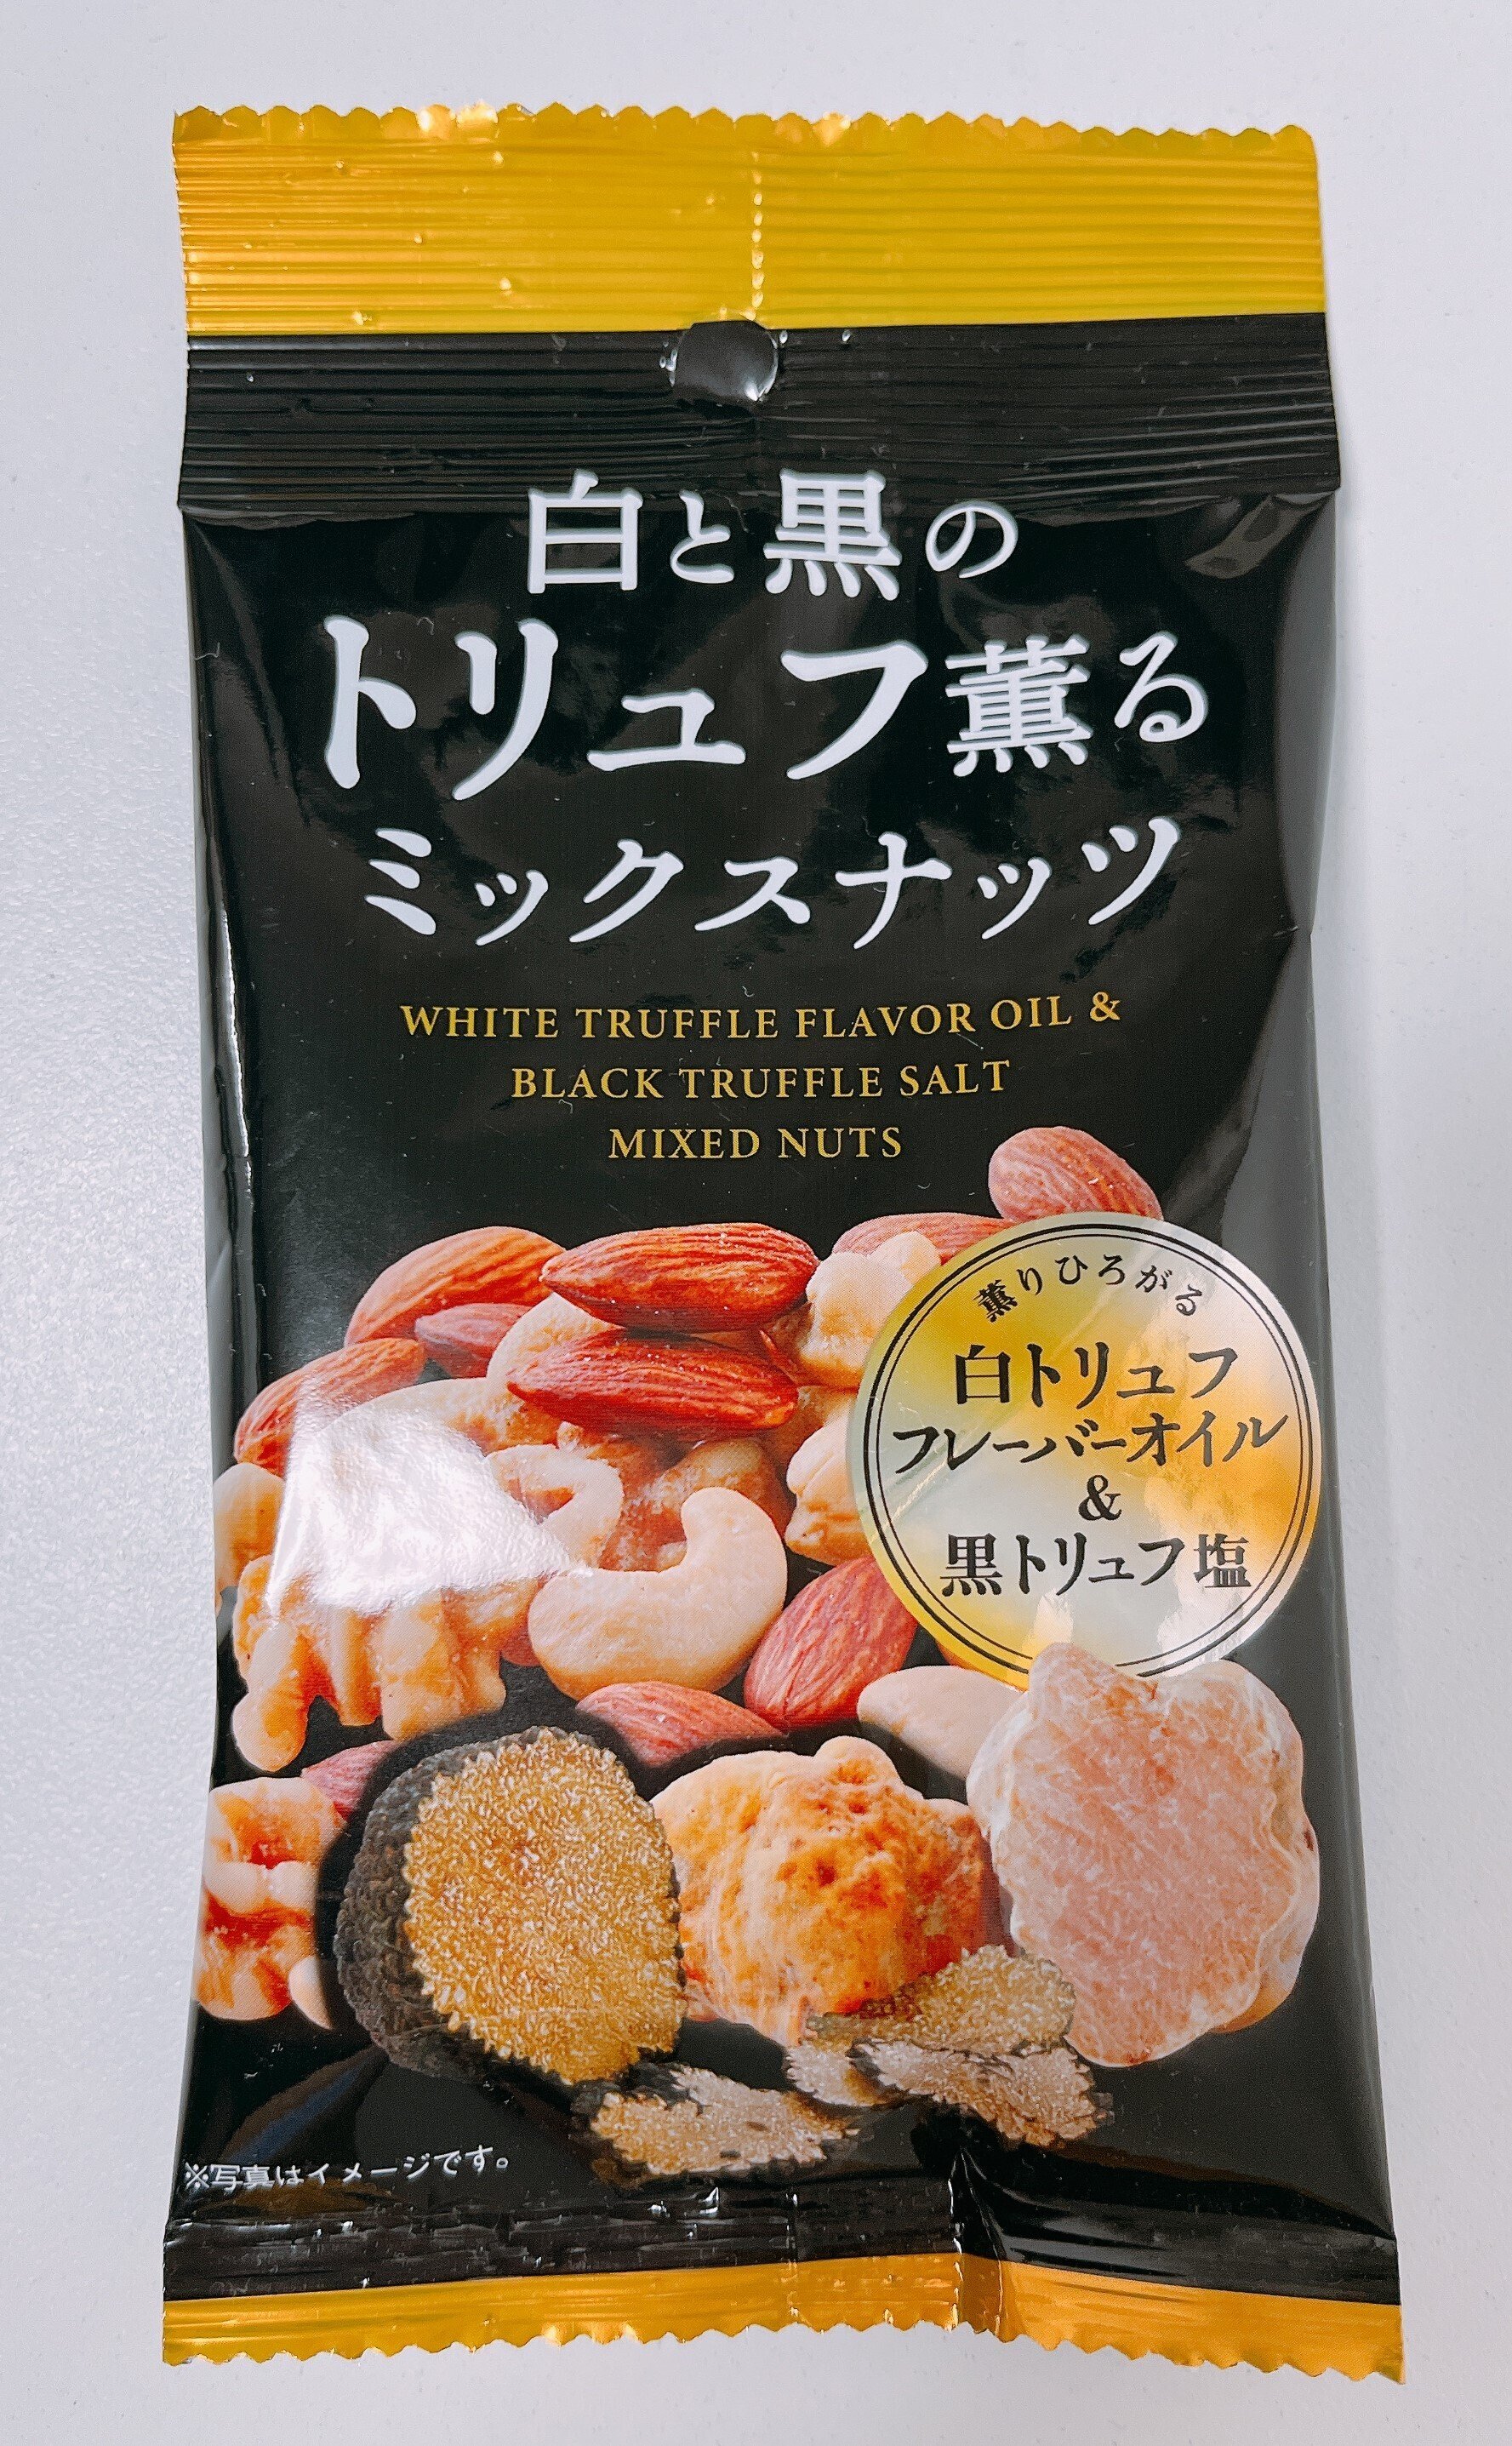 白と黒の
トリュフ薫る
ミックスナッツ
WHITE TRUFFLE FLAVOR OIL &
BLACK TRUFFLE SALT
MIXED NUTS
薫りひろがる
白トリュフ
フレーバーオイル
&
黒トリュフ塩
※写真はイメージです。